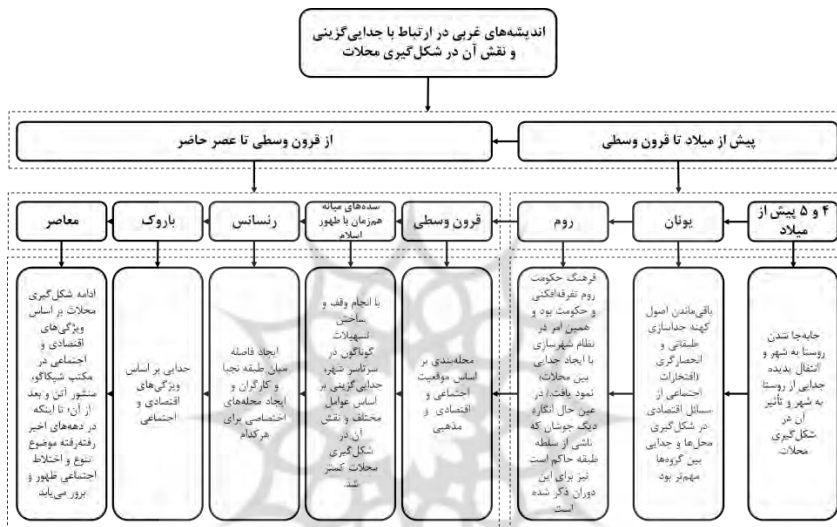 اندیشه‌های غربی در ارتباط با جدایی‌گزینی
و نقش آن در شکل‌گیری محلات
پیش از میلاد تا قرون وسطی
از قرون وسطی تا عصر حاضر
۴ و ۵ پیش از
میلاد
یونان
روم
قرون وسطی
سده‌های میانه
هم‌زمان با ظهور
اسلام
رنسانس
باروک
معاصر
جابه‌جا شدن
روستا به شهر و
انتقال پدیده
جدایی از روستا
به شهر و تأثیر
آن در
شکل‌گیری
محلات.
باقی‌ماندن اصول
کهند جداسازی
طبقاتی و
انحصارگری
(افتخارات
اجتماعی از
مسائل اقتصادی)
در شکل‌گیری
محل‌ها و جدایی
بین گروه‌ها
مهم‌تر بود
فرهنگ حکومت
روم تفرقه‌افکنی
و حکومت بود و
همین امر در
نظام شهرسازی
با ایجاد جدایی
بین محلات؛
نمود یافت.؛ در
عین حال انگاره
دیگ جوشان که
ناشی از سلطه
طبقه حاکم است
نیز برای این
دوران ذکر شده
است
محله‌بندی بر
اساس موقعیت
اجتماعی و
اقتصادی و
مذهبی
با انجام وقف و
ساختن
تسهیلات
گوناگون در
سرتاسر شهر،
جدایی‌گزینی بر
اساس عوامل
مختلف و نقش
آن در
شکل‌گیری
محلات کمتر
شد.
ایجاد فاصله
میان طبقه نجبا
و کارگران و
ایجاد محله‌های
اختصاصی برای
هرکدام
جدایی بر اساس
ویژگی‌های
اقتصادی و
اجتماعی
ادامه شکل‌گیری
محلات بر اساس
ویژگی‌های
اقتصادی و
اجتماعی در
مکتب شیکاگو،
منشور آتن و بعد
از آن؛ تا اینکه
در دهه‌های اخیر
رفته‌رفته موضوع
تنوع و اختلاط
اجتماعی ظهور و
بروز می‌یابد